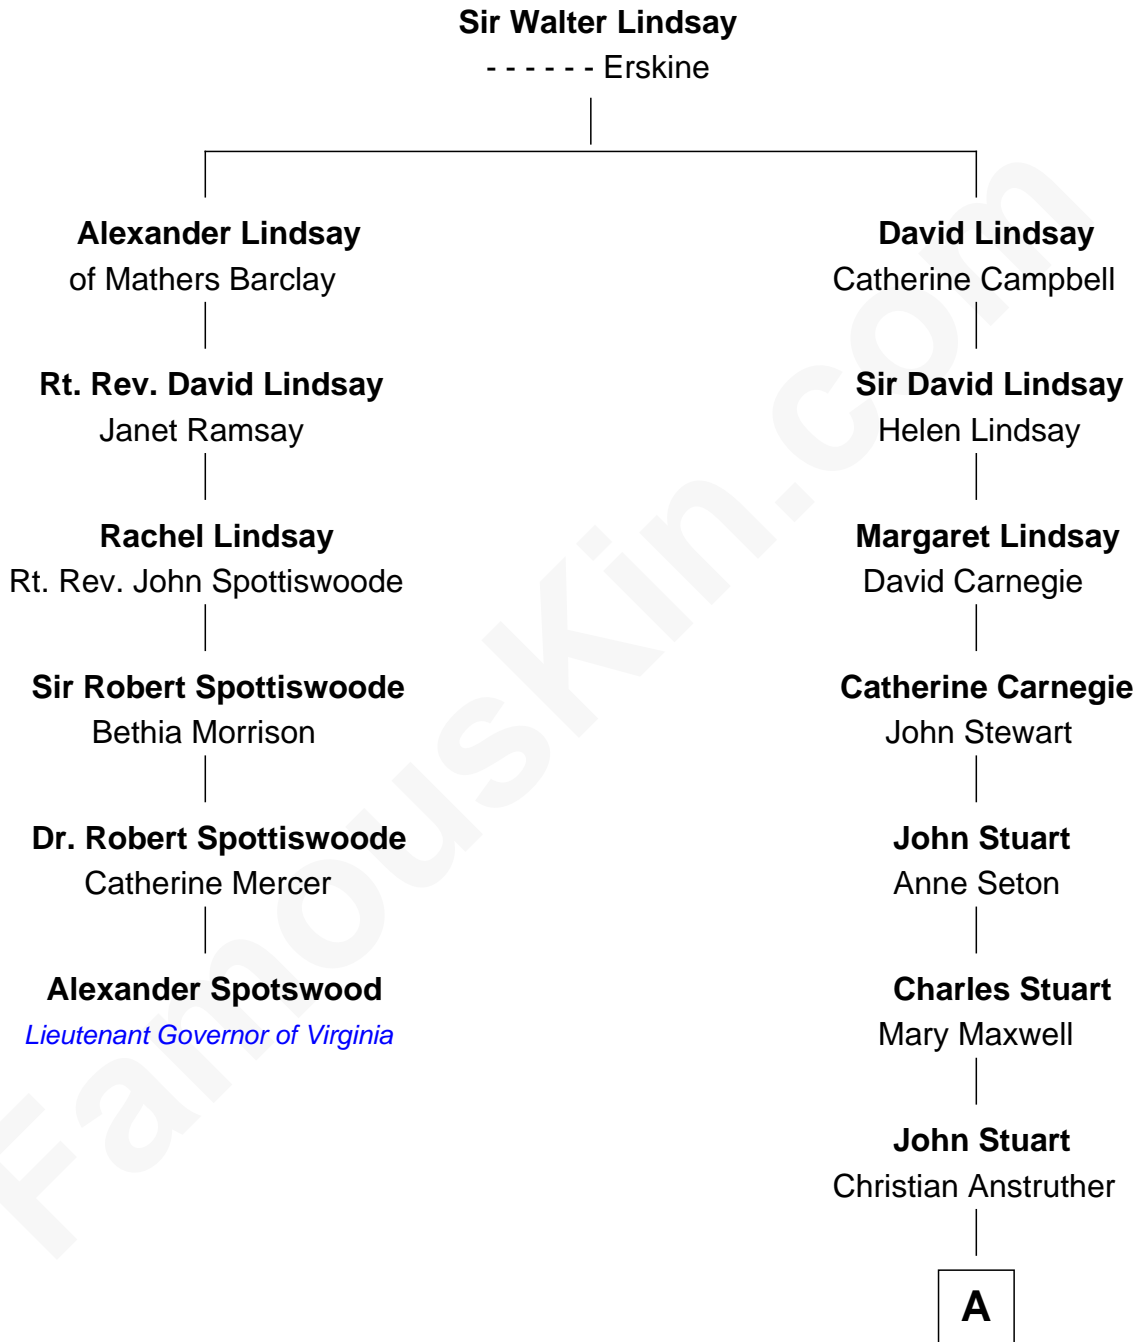 Sir Walter Lindsay
- - - - - - Erskine
Alexander Lindsay
of Mathers Barclay
Rt. Rev. David Lindsay
Janet Ramsay
Rachel Lindsay
Rt. Rev. John Spottiswoode
Sir Robert Spottiswoode
Bethia Morrison
Dr. Robert Spottiswoode
Catherine Mercer
Alexander Spotswood
Lieutenant Governor of Virginia
David Lindsay
Catherine Campbell
Sir David Lindsay
Helen Lindsay
Margaret Lindsay
David Carnegie
Catherine Carnegie
John Stewart
John Stuart
Anne Seton
Charles Stuart
Mary Maxwell
John Stuart
Christian Anstruther
A
FamousKin.com